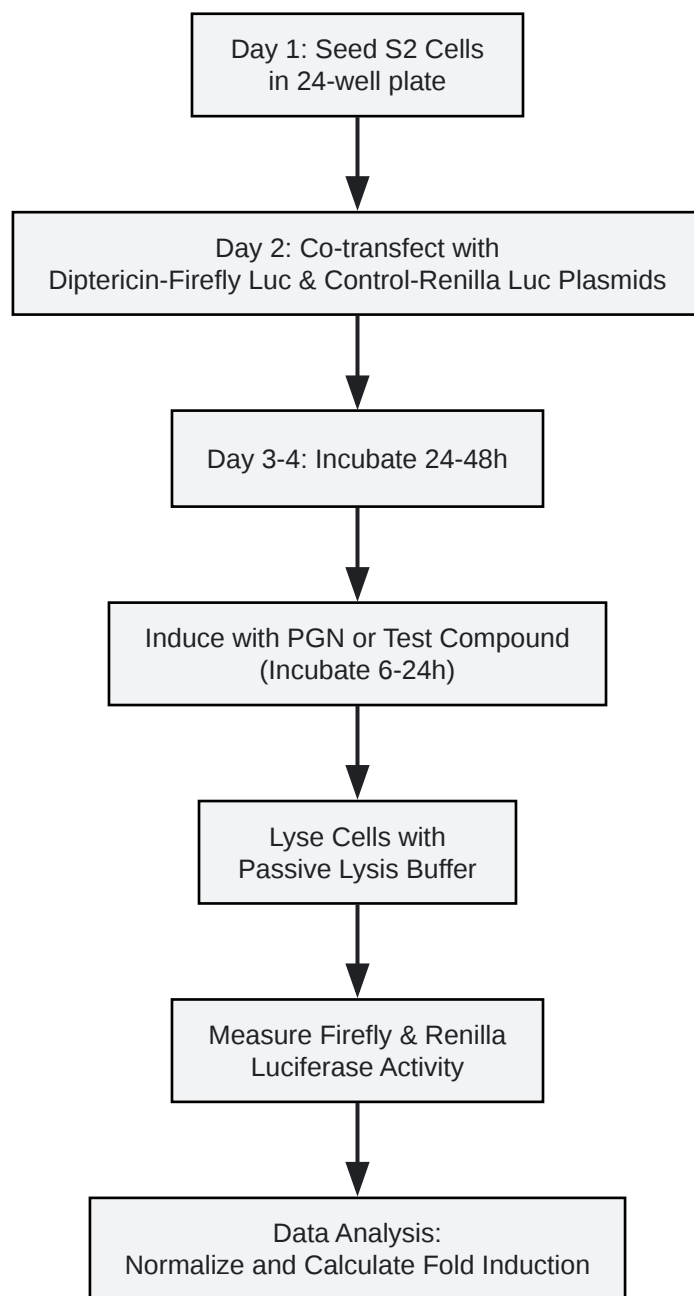 Day 1: Seed S2 Cells
in 24-well plate
Day 2: Co-transfect with
Diptericin-Firefly Luc & Control-Renilla Luc Plasmids
Day 3-4: Incubate 24-48h
Induce with PGN or Test Compound
(Incubate 6-24h)
Lyse Cells with
Passive Lysis Buffer
Measure Firefly & Renilla
Luciferase Activity
Data Analysis:
Normalize and Calculate Fold Induction